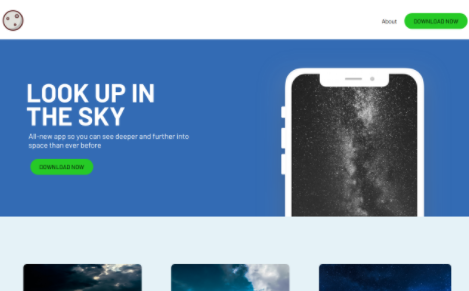 About
DOWNLOAD NOW
LOOK UP IN
THE SKY
All-new app so you can see deeper and further into
space than ever before
DOWNLOAD NOW